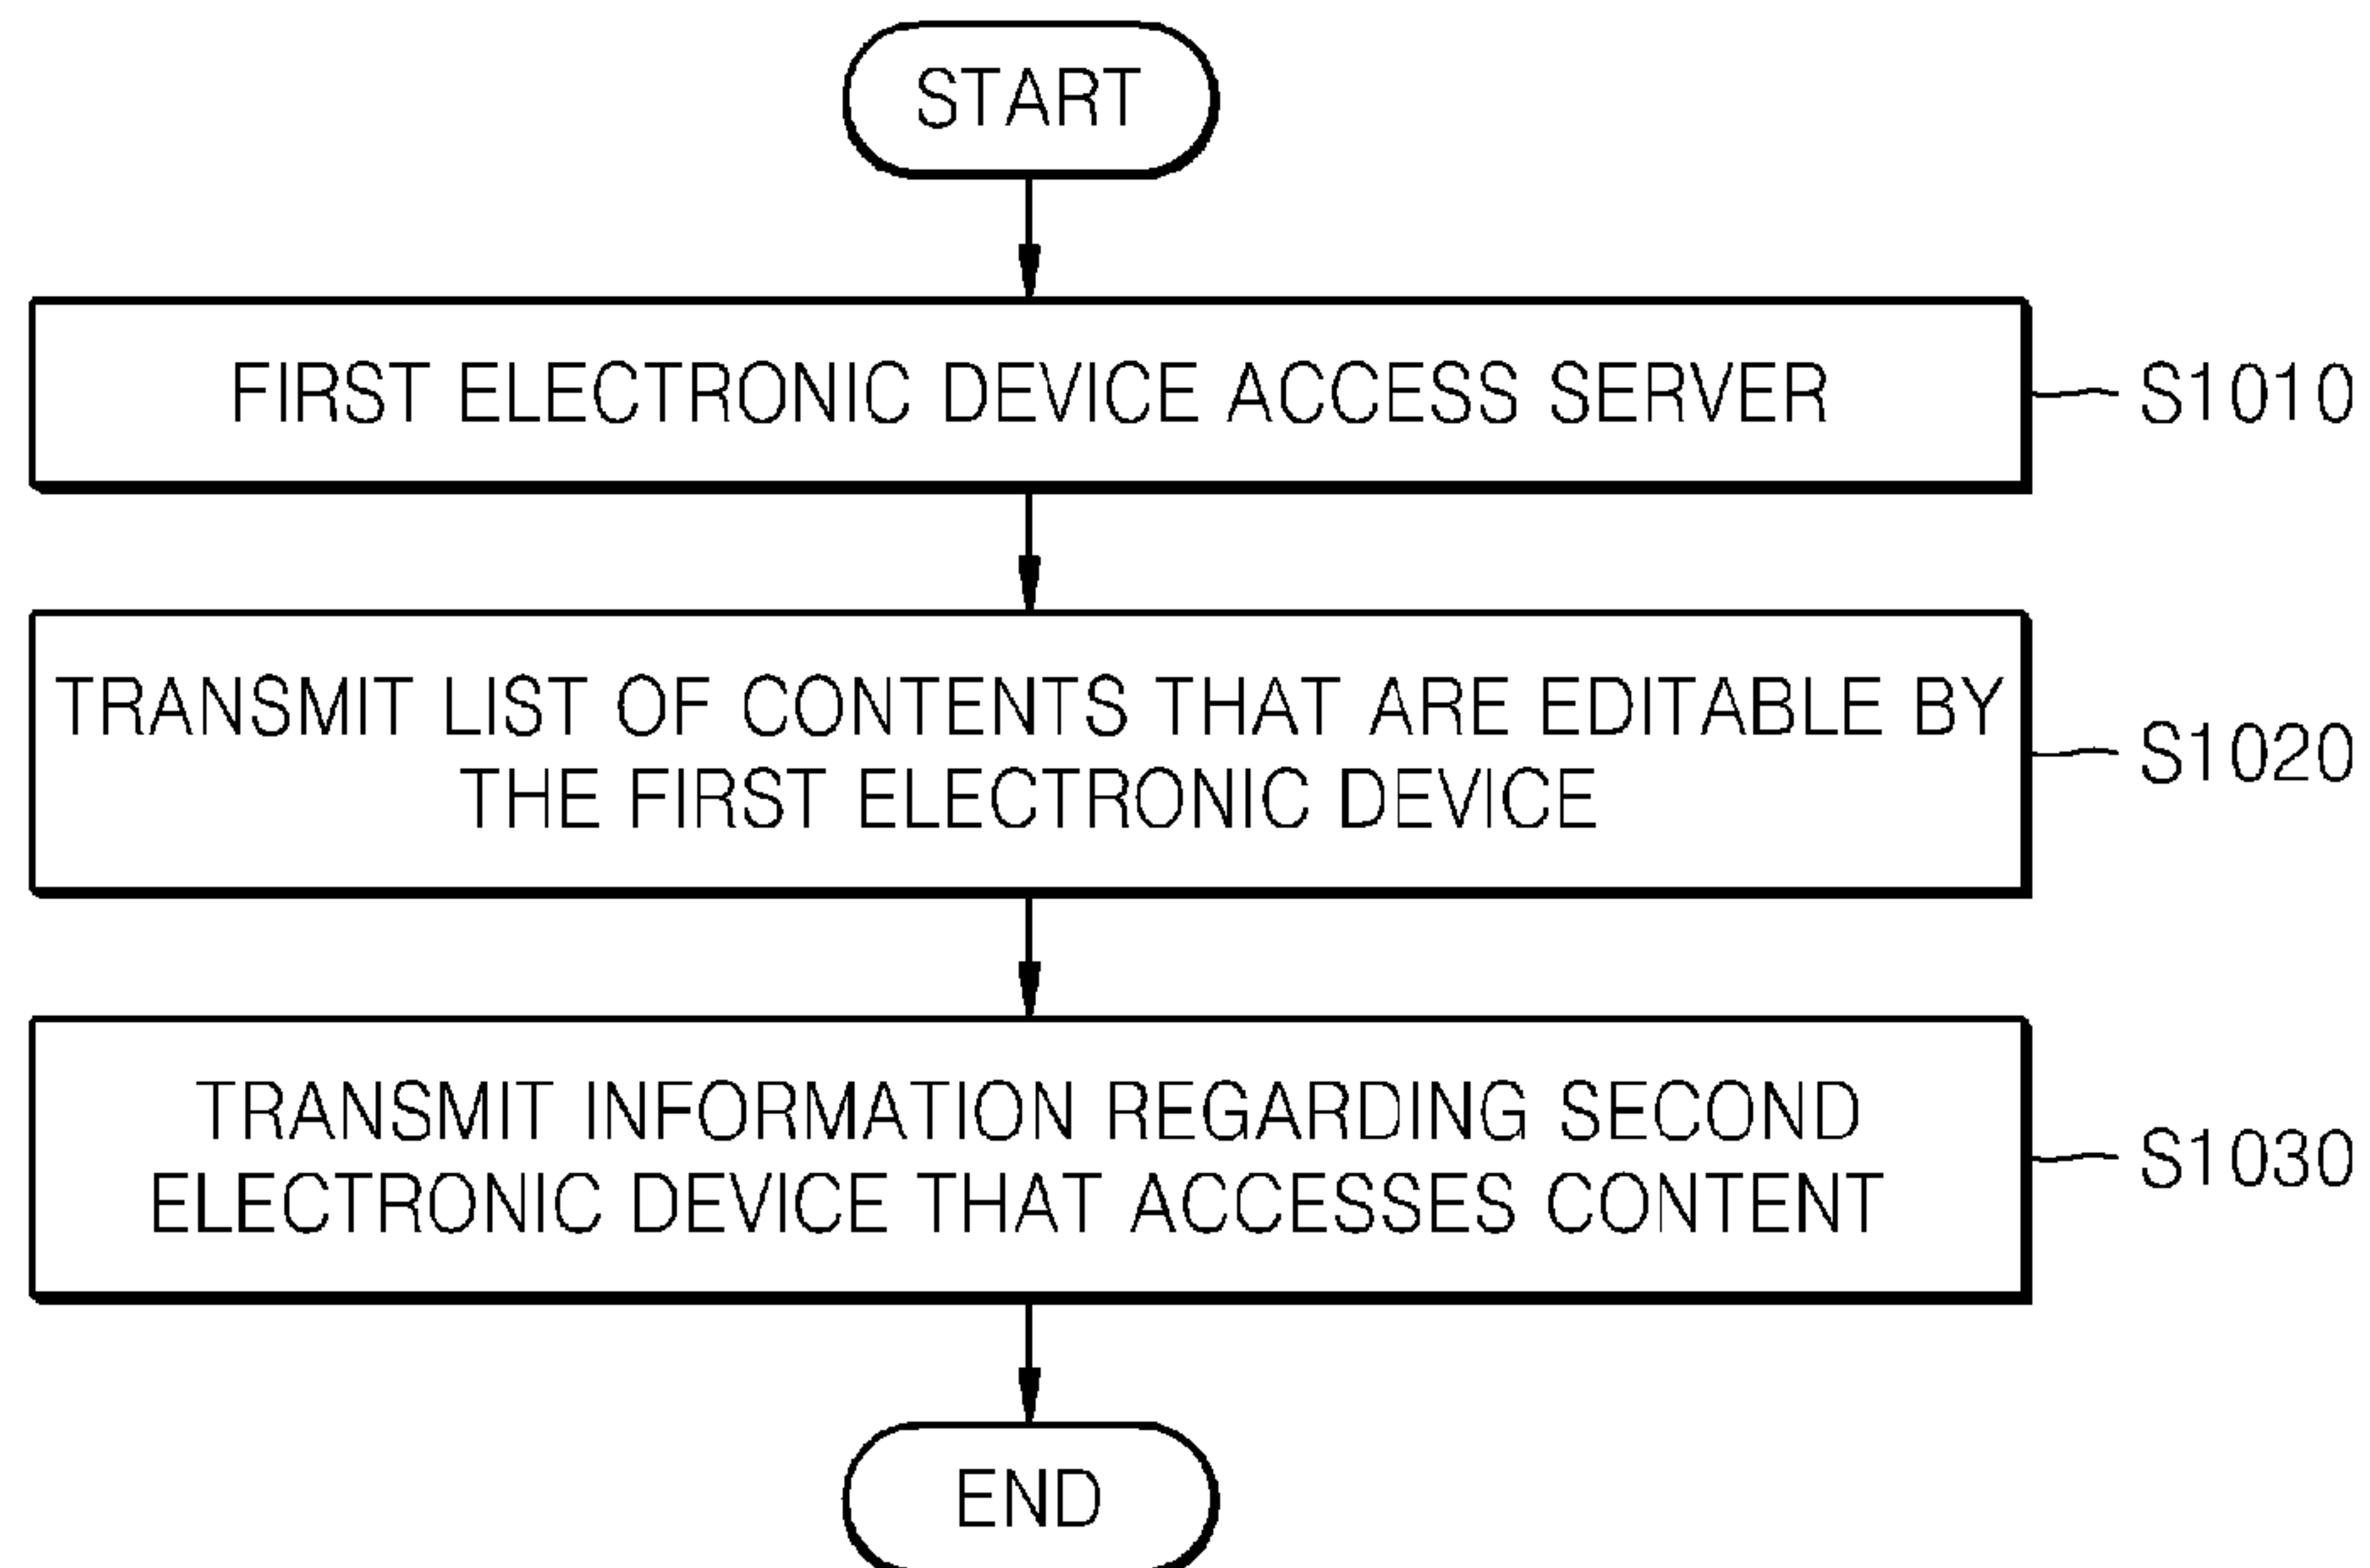 START
FIRST ELECTRONIC DEVICE ACCESS SERVER
S1010
TRANSMIT LIST OF CONTENTS THAT ARE EDITABLE BY
THE FIRST ELECTRONIC DEVICE
S1020
TRANSMIT INFORMATION REGARDING SECOND
ELECTRONIC DEVICE THAT ACCESSES CONTENT
S1030
END